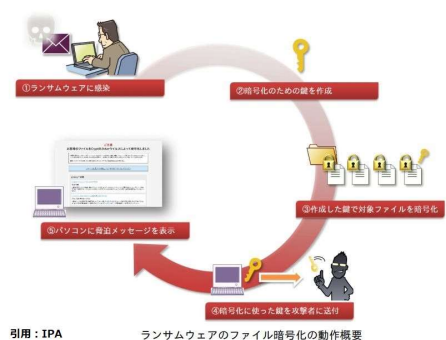 ①ランサムウェアに感染
②暗号化のための鍵を作成
③作成した鍵で対象ファイルを暗号化
④暗号化に使った鍵を攻撃者に送付
⑤パソコンに脅迫メッセージを表示
引用：IPA
ランサムウェアのファイル暗号化の動作概要